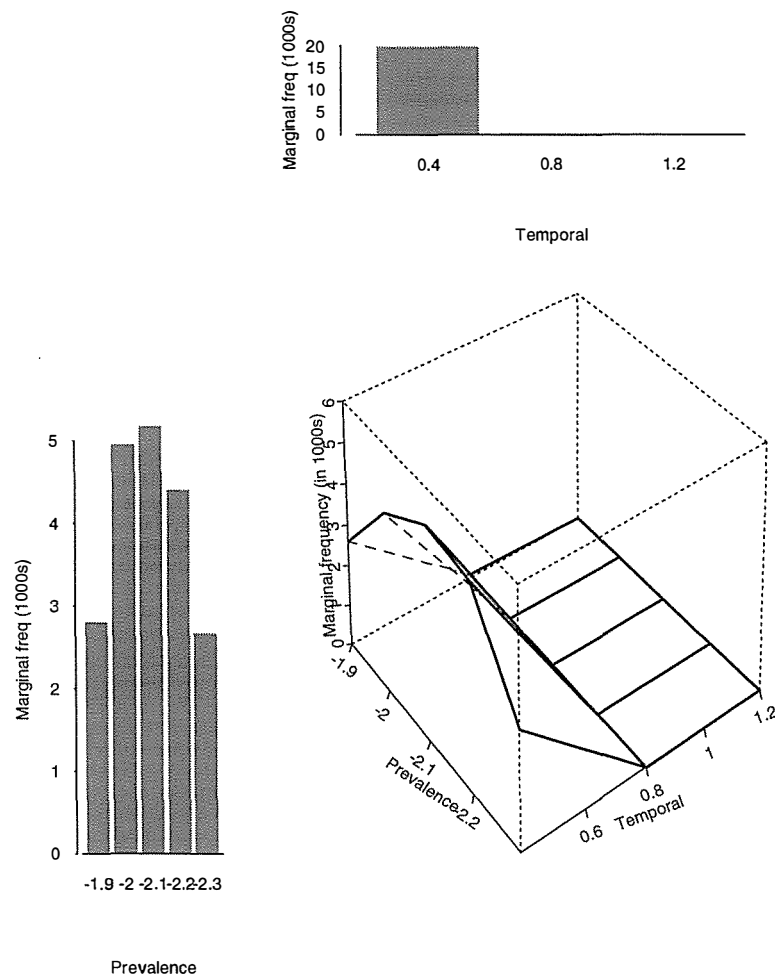 Marginal freq (1000s)
20
15
10
5
0
0.4 0.8 1.2
Temporal
Marginal freq (1000s)
5
4
3
2
1
0
-1.9 -2 -2.1 -2.2 -2.3
Prevalence
Marginal frequency (in 1000s)
6
5
4
3
2
1
0
-1.9
-2
-2.1
-2.2
Prevalence
0.6
0.8
1
1.2
Temporal